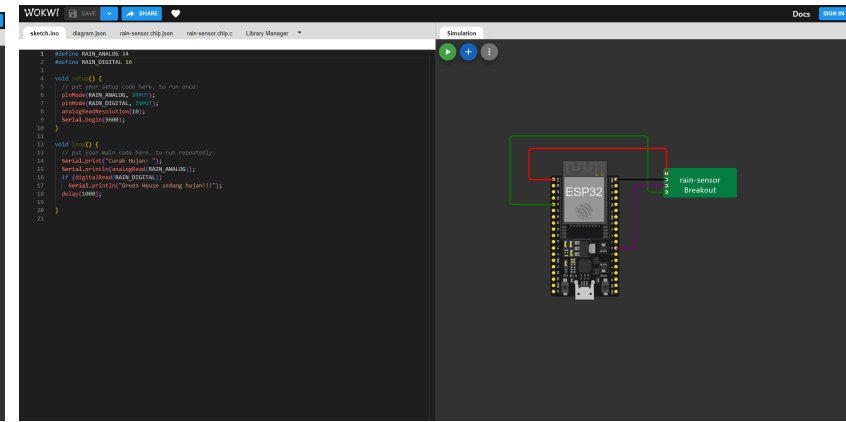 WOKWI SAVE SHARE Docs SIGN IN
sketch.ino diagram.json rain-sensor.chip.json rain-sensor.chip.c Library Manager
Simulation
1 #define RAIN_ANALOG 34
2 #define RAIN_DIGITAL 16
3
4 void setup() {
5 // put your setup code here, to run once:
6 pinMode(RAIN_ANALOG, INPUT);
7 pinMode(RAIN_DIGITAL, INPUT);
8 analogReadResolution(10);
9 Serial.begin(9600);
10 }
11
12 void loop() {
13 // put your main code here, to run repeatedly:
14 Serial.print("Curah Hujan: ");
15 Serial.println(analogRead(RAIN_ANALOG));
16 if (digitalRead(RAIN_DIGITAL))
17 Serial.println("Green House sedang hujan!!!");
18 delay(1000);
19
20 }
21
ESP32
rain-sensor
Breakout